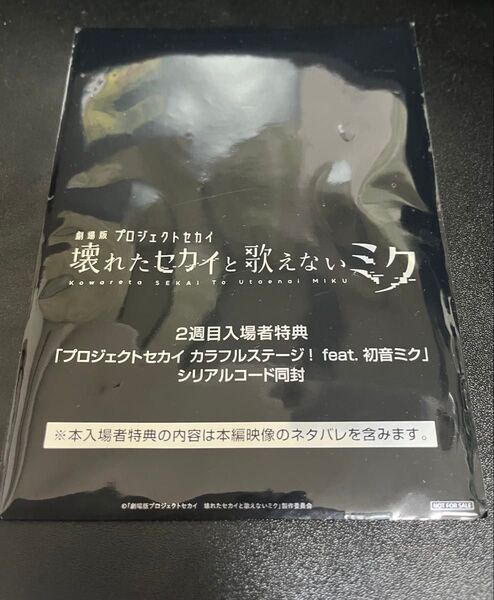 劇場版 プロジェクトセカイ
壊れたセカイと歌えないミク
Kowareta SEKAI To Utaenai MIKU
2週目入場者特典
「プロジェクトセカイ カラフルステージ！ feat. 初音ミク」
シリアルコード同封
※本入場者特典の内容は本編映像のネタバレを含みます。
©「劇場版プロジェクトセカイ 壊れたセカイと歌えないミク」製作委員会
NOT FOR SALE